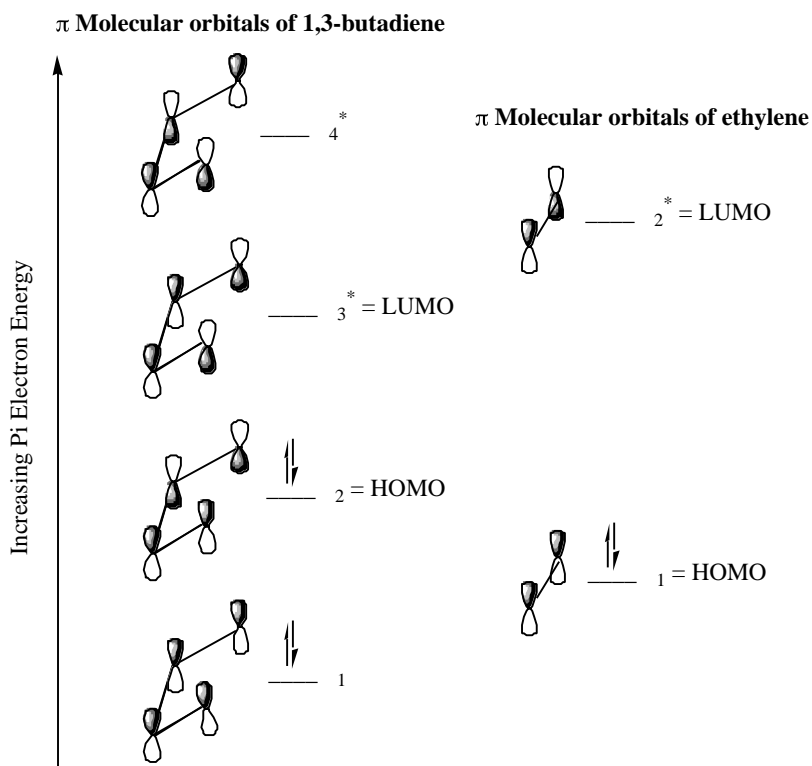 π Molecular orbitals of 1,3-butadiene
π Molecular orbitals of ethylene
4*
2* = LUMO
3* = LUMO
2 = HOMO
1 = HOMO
1
Increasing Pi Electron Energy